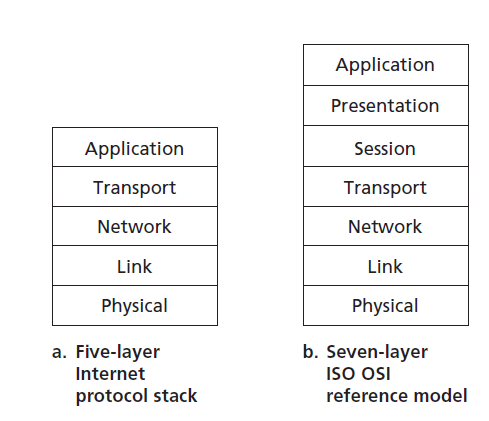 Application
Transport
Network
Link
Physical
a. Five-layer
Internet
protocol stack
Application
Presentation
Session
Transport
Network
Link
Physical
b. Seven-layer
ISO OSI
reference model